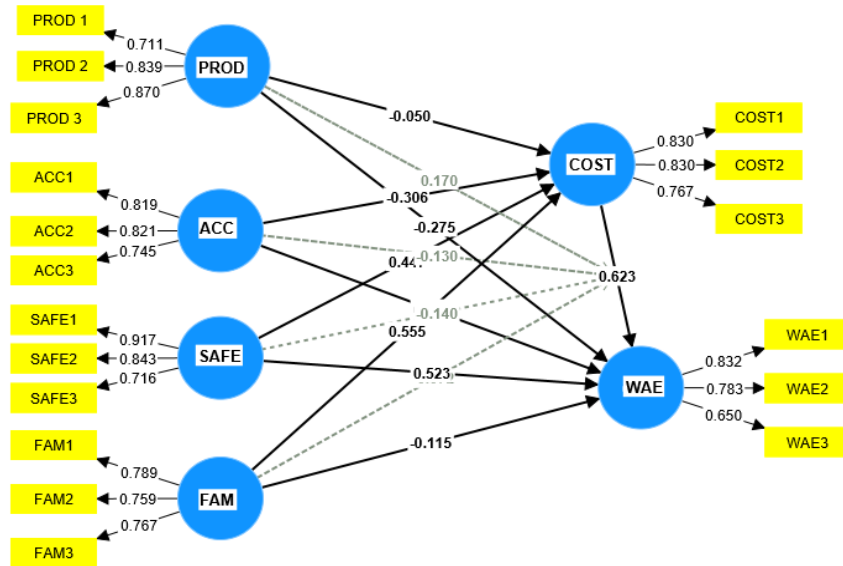 PROD 1
0.711
PROD 2
0.839
PROD 3
0.870
PROD
-0.050
COST
COST1
0.830
COST2
0.830
COST3
0.767
ACC1
0.819
ACC2
0.821
ACC3
0.745
ACC
0.170
-0.306
-0.275
-0.130
0.623
SAFE1
0.917
SAFE2
0.843
SAFE3
0.716
SAFE
-0.140
0.555
0.523
WAE
WAE1
0.832
WAE2
0.783
WAE3
0.650
FAM1
0.789
FAM2
0.759
FAM3
0.767
FAM
-0.115